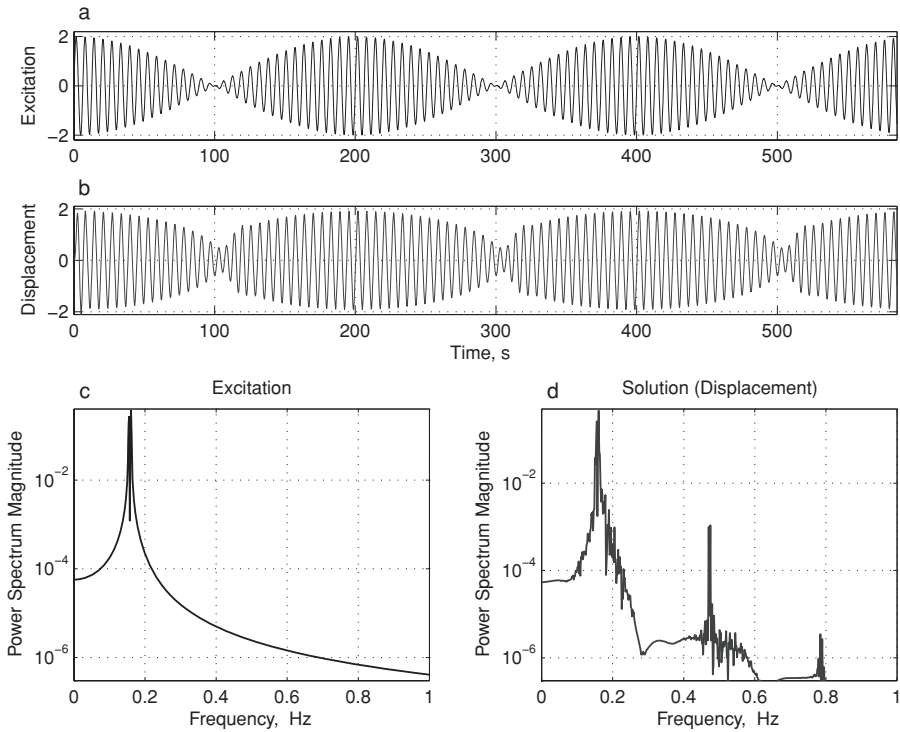 a
Excitation
2
0
−2
0 100 200 300 400 500
b
Displacement
2
0
−2
0 100 200 300 400 500
Time, s
c Excitation
Power Spectrum Magnitude
10−2
10−4
10−6
0 0.2 0.4 0.6 0.8 1
Frequency, Hz
d Solution (Displacement)
Power Spectrum Magnitude
10−2
10−4
10−6
0 0.2 0.4 0.6 0.8 1
Frequency, Hz